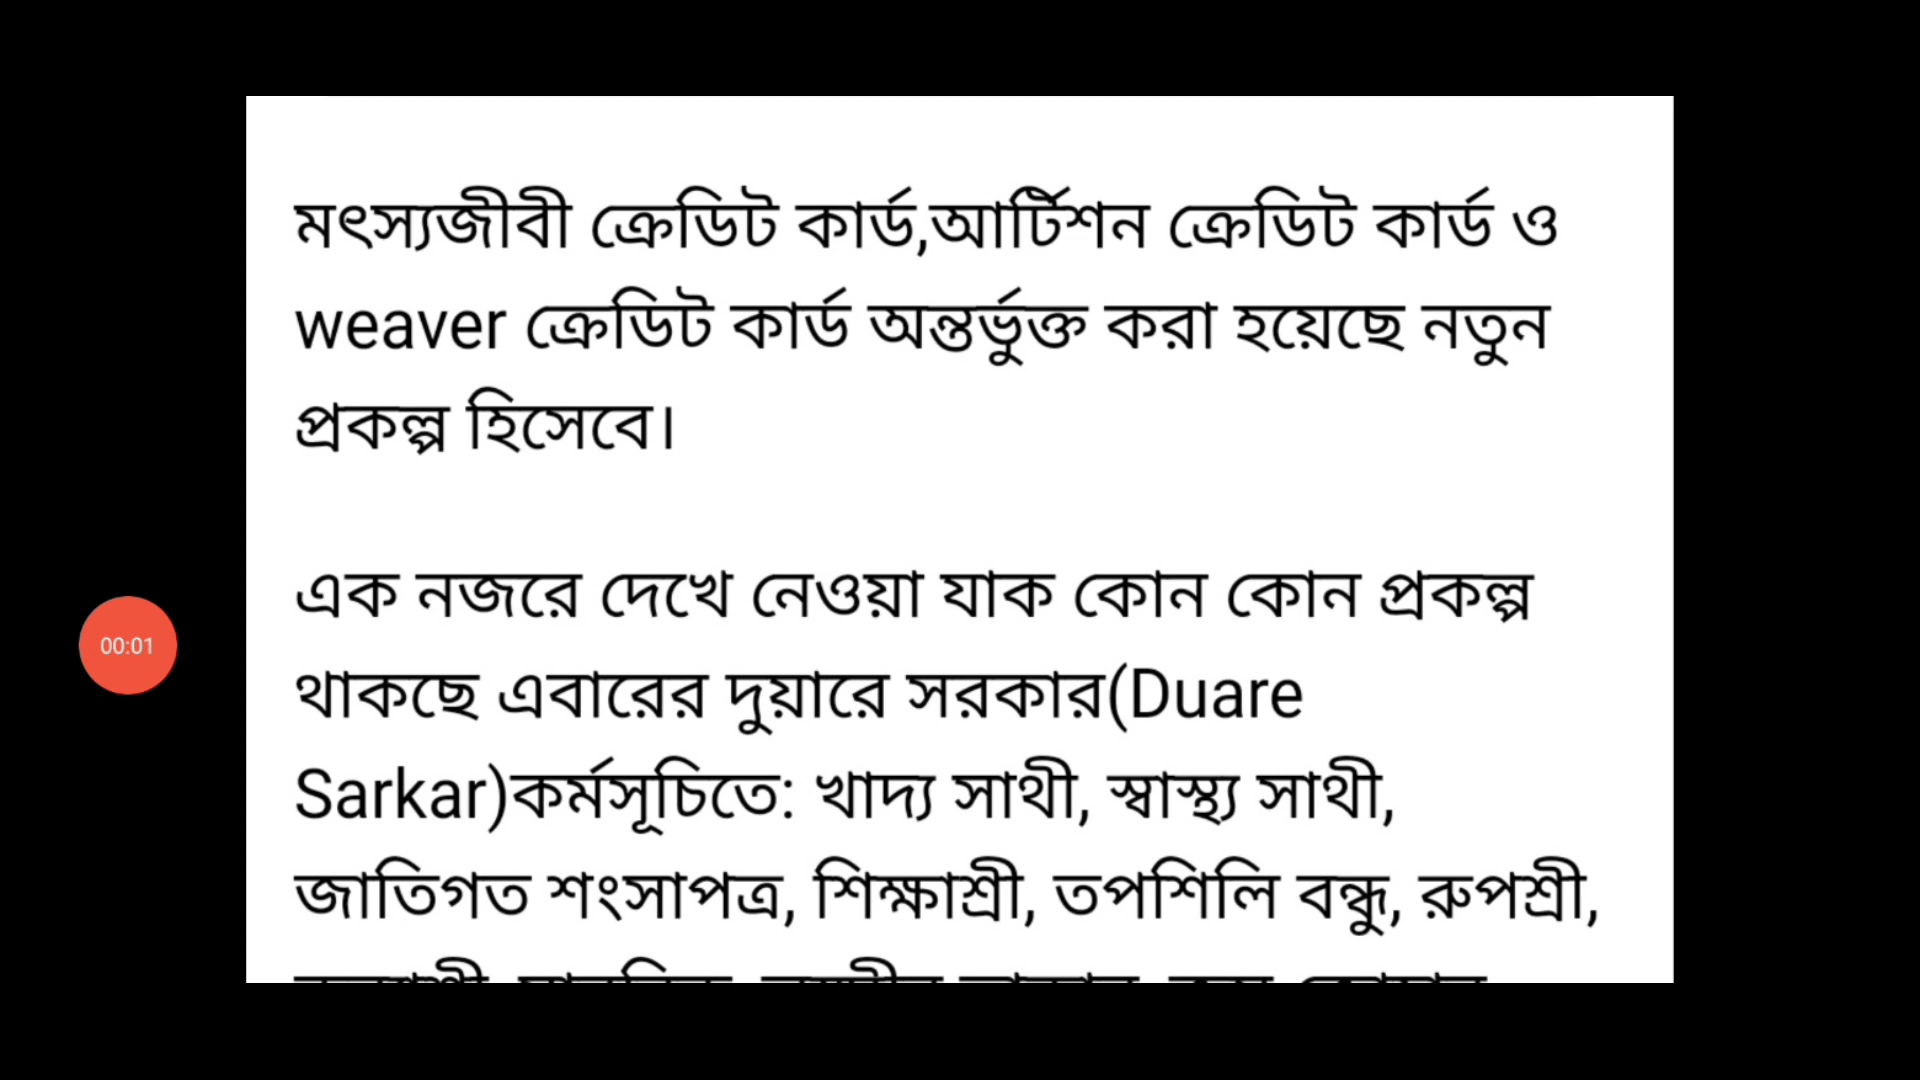 মৎস্যজীবী ক্রেডিট কার্ড,আর্টিশন ক্রেডিট কার্ড ও
weaver ক্রেডিট কার্ড অন্তর্ভুক্ত করা হয়েছে নতুন
প্রকল্প হিসেবে।
এক নজরে দেখে নেওয়া যাক কোন কোন প্রকল্প
থাকছে এবারের দুয়ারে সরকার(Duare
00:01
Sarkar)কর্মসূচিতে: খাদ্য সাথী, স্বাস্থ্য সাথী,
জাতিগত শংসাপত্র, শিক্ষাশ্রী, তপশিলি বন্ধু, রুপশ্রী,